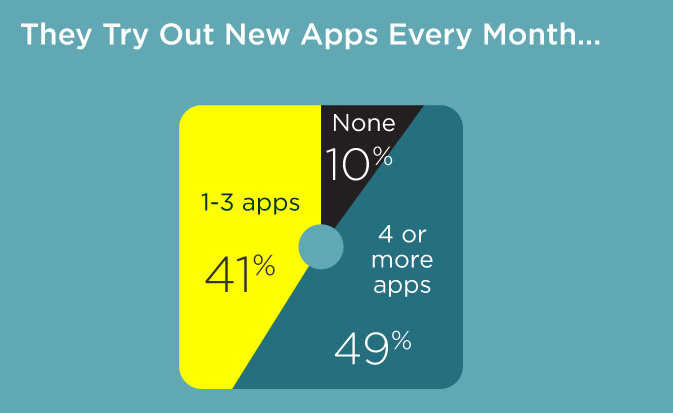 They Try Out New Apps Every Month...
None
10%
1-3 apps
41%
4 or
more
apps
49%